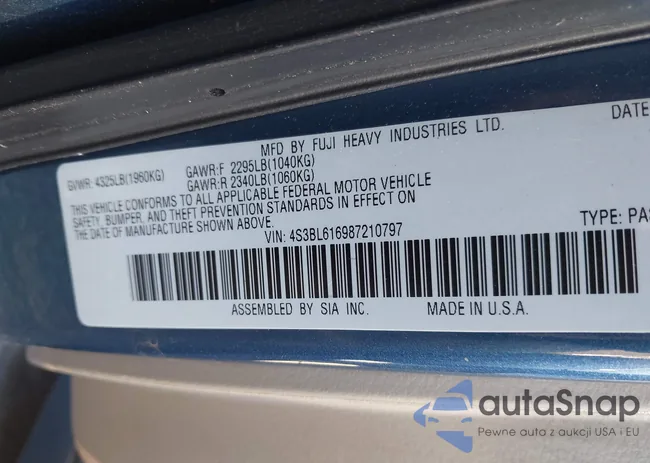 DATE
MFD BY FUJI HEAVY INDUSTRIES LTD.
GVWR: 4325LB(1960KG) GAWR:F 2295LB(1040KG)
GAWR:R 2340LB(1060KG)
THIS VEHICLE CONFORMS TO ALL APPLICABLE FEDERAL MOTOR VEHICLE
SAFETY, BUMPER, AND THEFT PREVENTION STANDARDS IN EFFECT ON
THE DATE OF MANUFACTURE SHOWN ABOVE.
VIN: 4S3BL616987210797 TYPE: PAS
ASSEMBLED BY SIA INC. MADE IN U.S.A.
autaSnap
Pewne auta z aukcji USA i EU